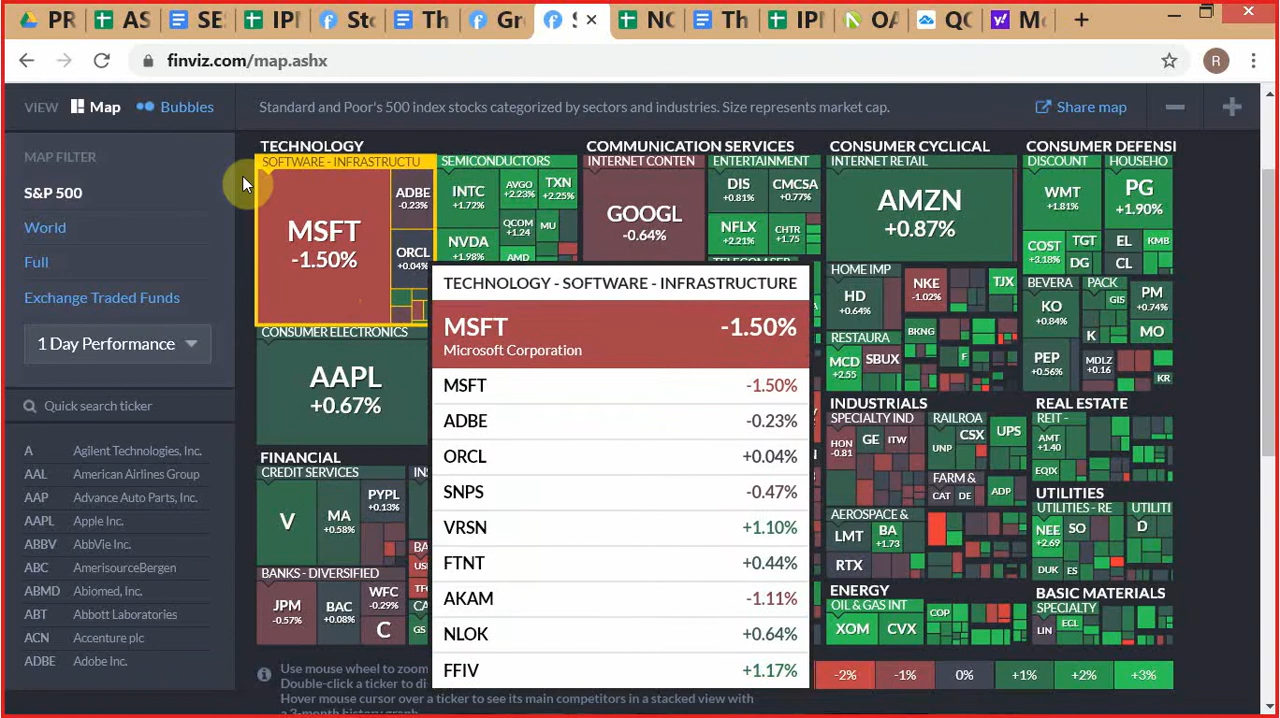 PR
AS
SE
IPI
Sto
Th
Gr
S
NC
Th
IPI
OA
QC
Mo
finviz.com/map.ashx
R
VIEW Map Bubbles
Standard and Poor's 500 index stocks categorized by sectors and industries. Size represents market cap.
Share map
MAP FILTER
S&P 500
World
Full
Exchange Traded Funds
1 Day Performance
Quick search ticker
A Agilent Technologies, Inc.
AAL American Airlines Group
AAP Advance Auto Parts, Inc.
AAPL Apple Inc.
ABBV AbbVie Inc.
ABC AmerisourceBergen
ABMD Abiomed, Inc.
ABT Abbott Laboratories
ACN Accenture plc
ADBE Adobe Inc.
TECHNOLOGY
SOFTWARE - INFRASTRUCTU
MSFT
-1.50%
ADBE
-0.23%
ORCL
+0.04%
SEMICONDUCTORS
INTC
+1.72%
AVGO
+2.23%
TXN
+2.25%
QCOM
+1.24
MU
NVDA
+1.98%
AMD
CONSUMER ELECTRONICS
AAPL
+0.67%
COMMUNICATION SERVICES
INTERNET CONTEN
GOOGL
-0.64%
ENTERTAINMENT
DIS
+0.81%
CMCSA
+0.77%
NFLX
+2.21%
CHTR
+1.75
TELECOM SER
CONSUMER CYCLICAL
INTERNET RETAIL
AMZN
+0.87%
HOME IMP
HD
+0.64%
NKE
-1.02%
TJX
BKNG
RESTAURA
MCD
+2.55
SBUX
F
CONSUMER DEFENSI
DISCOUNT
WMT
+1.81%
COST
+3.18%
TGT
DG
HOUSEHO
PG
+1.90%
EL
KMB
CL
BEVERA
KO
+0.84%
PEP
+0.56%
PACK
GIS
K
MDLZ
+0.16
PM
+0.74%
MO
KR
FINANCIAL
CREDIT SERVICES
V
MA
+0.58%
PYPL
+0.13%
INS
BA
USI
TFC
CA
GS
BANKS - DIVERSIFIED
JPM
-0.57%
BAC
+0.08%
WFC
-0.29%
C
TECHNOLOGY - SOFTWARE - INFRASTRUCTURE
MSFT -1.50%
Microsoft Corporation
MSFT -1.50%
ADBE -0.23%
ORCL +0.04%
SNPS -0.47%
VRSN +1.10%
FTNT +0.44%
AKAM -1.11%
NLOK +0.64%
FFIV +1.17%
INDUSTRIALS
SPECIALTY IND
HON
-0.81
GE
ITW
RAILROA
UNP
CSX
UPS
FARM &
CAT
DE
ADP
AEROSPACE &
LMT
BA
+1.73
RTX
REAL ESTATE
REIT -
AMT
+1.40
EQIX
UTILITIES
UTILITIES - RE
NEE
+2.69
SO
DUK
ES
UTILITI
D
ENERGY
OIL & GAS INT
XOM
CVX
COP
BASIC MATERIALS
SPECIALTY
LIN
ECL
Use mouse wheel to zoom
Double-click a ticker to di
Hover mouse cursor over a ticker to see its main competitors in a stacked view with
a 3-month history graph
-2% -1% 0% +1% +2% +3%